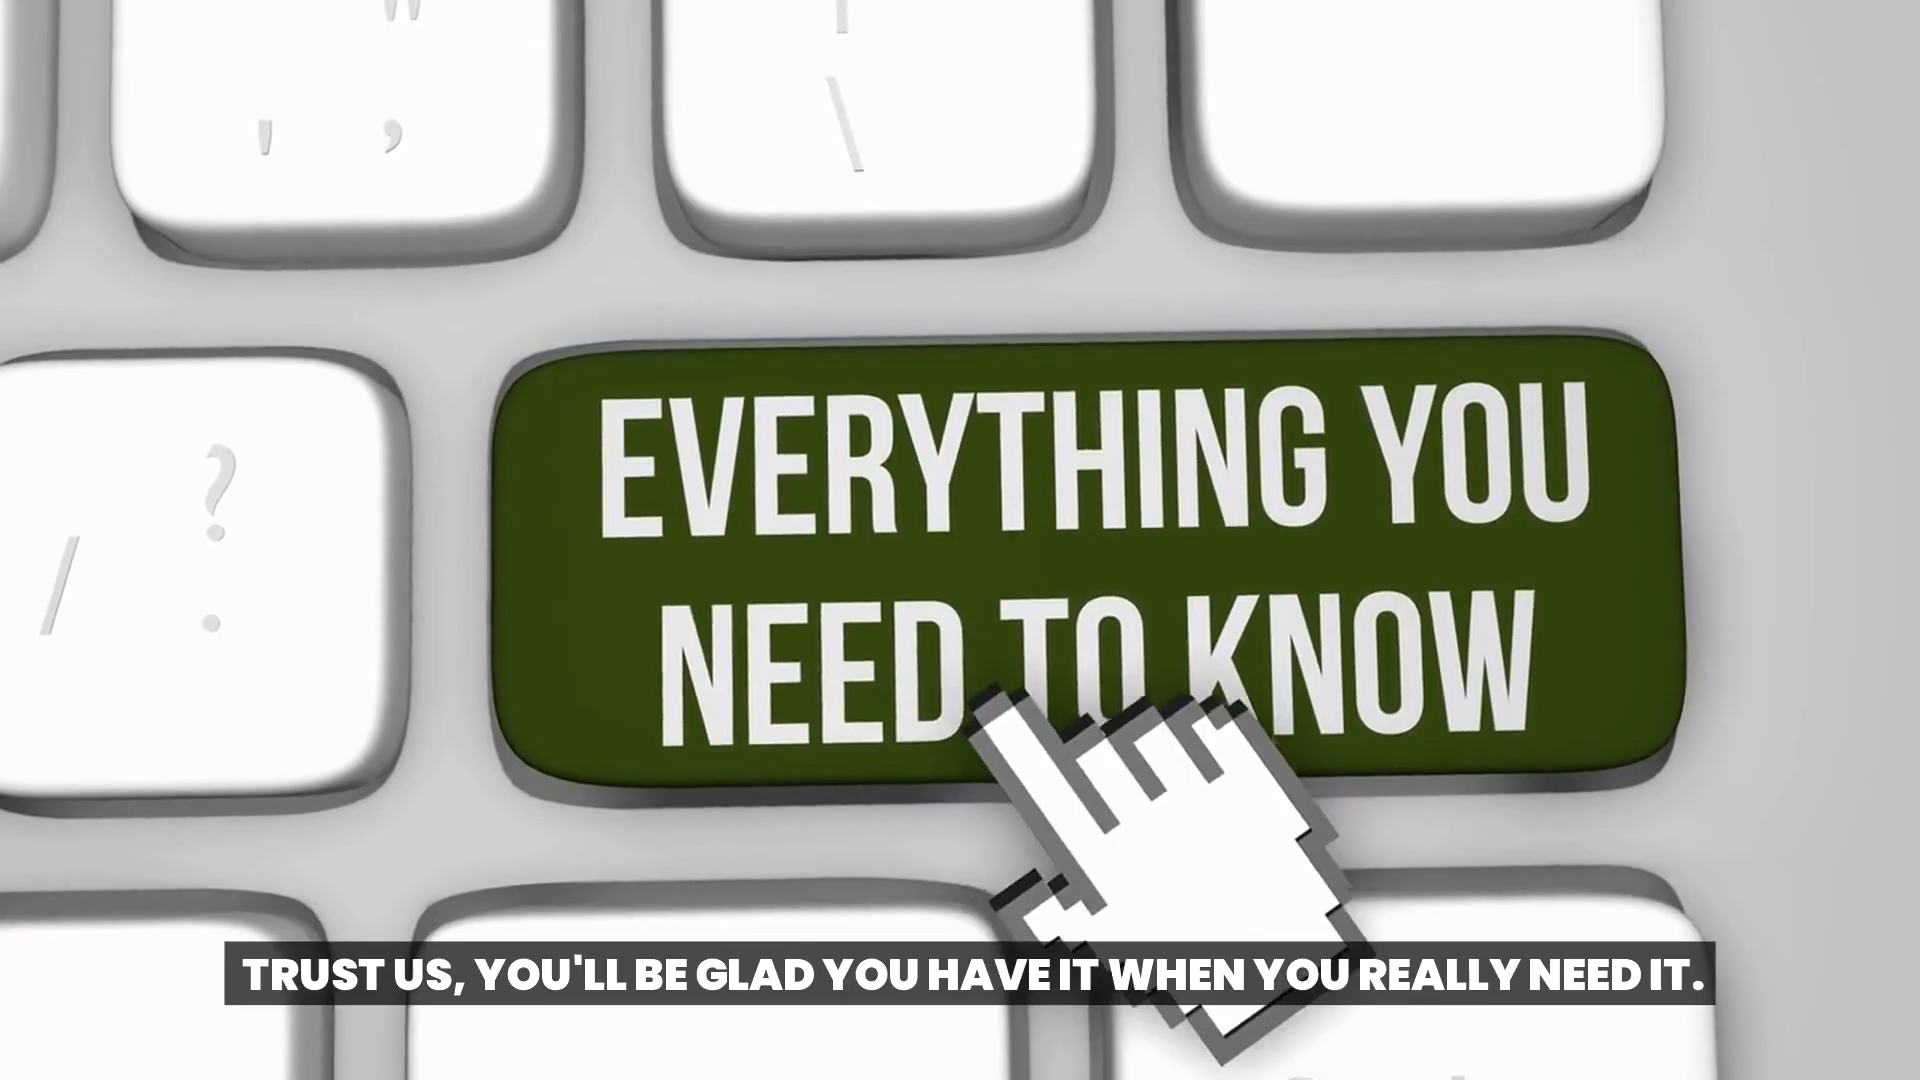 "
' ,
\
?
/ .
EVERYTHING YOU
NEED TO KNOW
TRUST US, YOU'LL BE GLAD YOU HAVE IT WHEN YOU REALLY NEED IT.